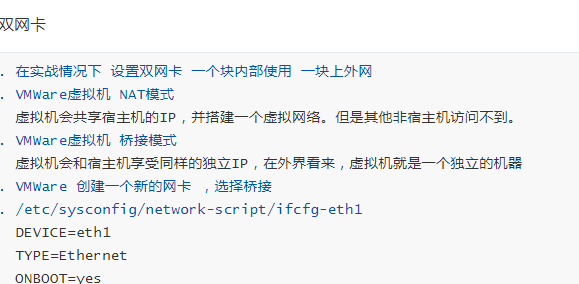 双网卡
. 在实战情况下 设置双网卡 一个块内部使用 一块上外网
. VMWare虚拟机 NAT模式
虚拟机会共享宿主机的IP，并搭建一个虚拟网络。但是其他非宿主机访问不到。
. VMWare虚拟机 桥接模式
虚拟机会和宿主机享受同样的独立IP，在外界看来，虚拟机就是一个独立的机器
. VMWare 创建一个新的网卡 ，选择桥接
. /etc/sysconfig/network-script/ifcfg-eth1
DEVICE=eth1
TYPE=Ethernet
ONBOOT=yes